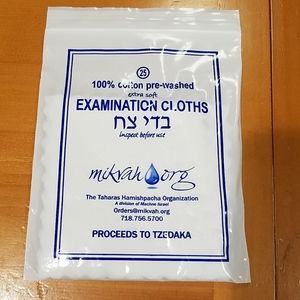 25
100% cotton pre-washed
extra soft
EXAMINATION CLOTHS
בדי צח
inspect before use
mikvah.org
The Taharas Hamishpacha Organization
A division of Machne Israel
Orders@mikvah.org
718.756.5700
PROCEEDS TO TZEDAKA